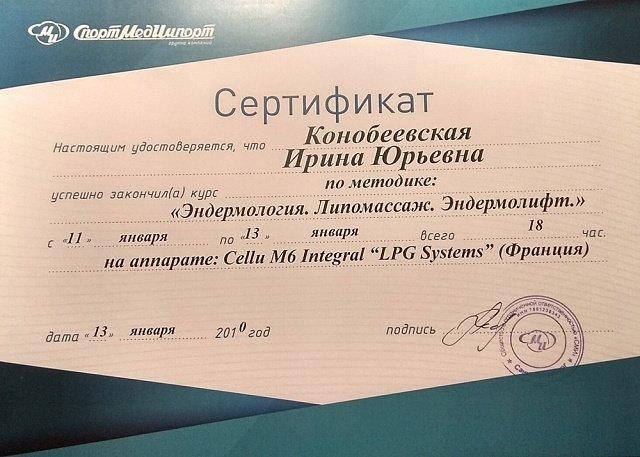 СпортМедИмпорт
группа компаний
Сертификат
Настоящим удостоверяется, что Конобеевская
Ирина Юрьевна
успешно закончил(а) курс по методике:
«Эндермология. Липомассаж. Эндермолифт.»
с «11» января по «13» января всего 18 час.
на аппарате: Cellu M6 Integral “LPG Systems” (Франция)
дата «13» января 2010 год подпись